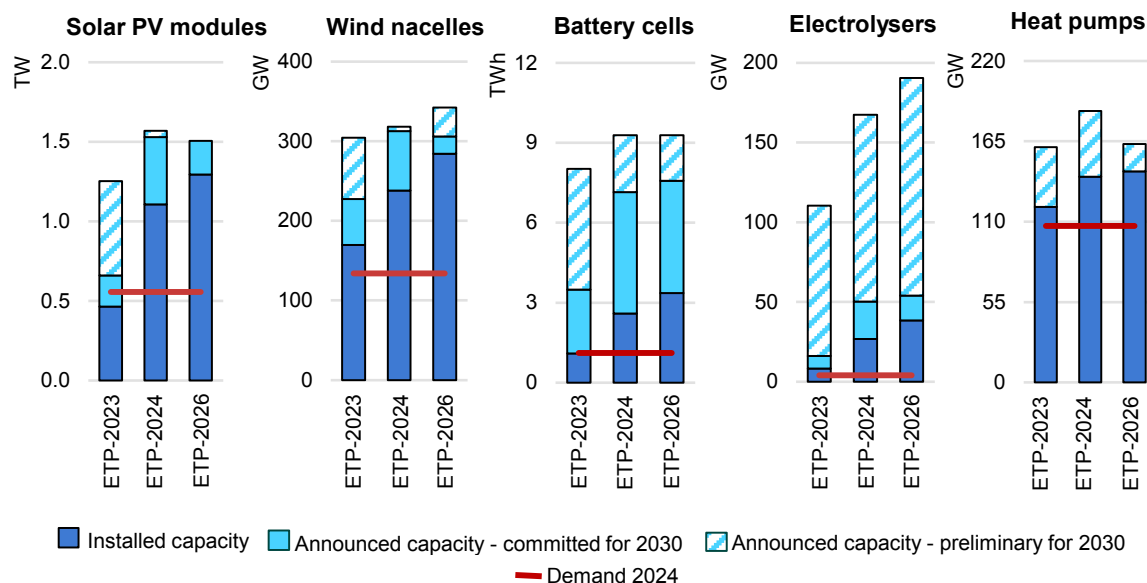 Solar PV modules
TW
2.0
1.5
1.0
0.5
0.0
ETP-2023
ETP-2024
ETP-2026
Wind nacelles
GW
400
300
200
100
0
ETP-2023
ETP-2024
ETP-2026
Battery cells
TWh
12
9
6
3
0
ETP-2023
ETP-2024
ETP-2026
Electrolysers
GW
200
150
100
50
0
ETP-2023
ETP-2024
ETP-2026
Heat pumps
GW
220
165
110
55
0
ETP-2023
ETP-2024
ETP-2026
Installed capacity
Announced capacity - committed for 2030
Announced capacity - preliminary for 2030
Demand 2024